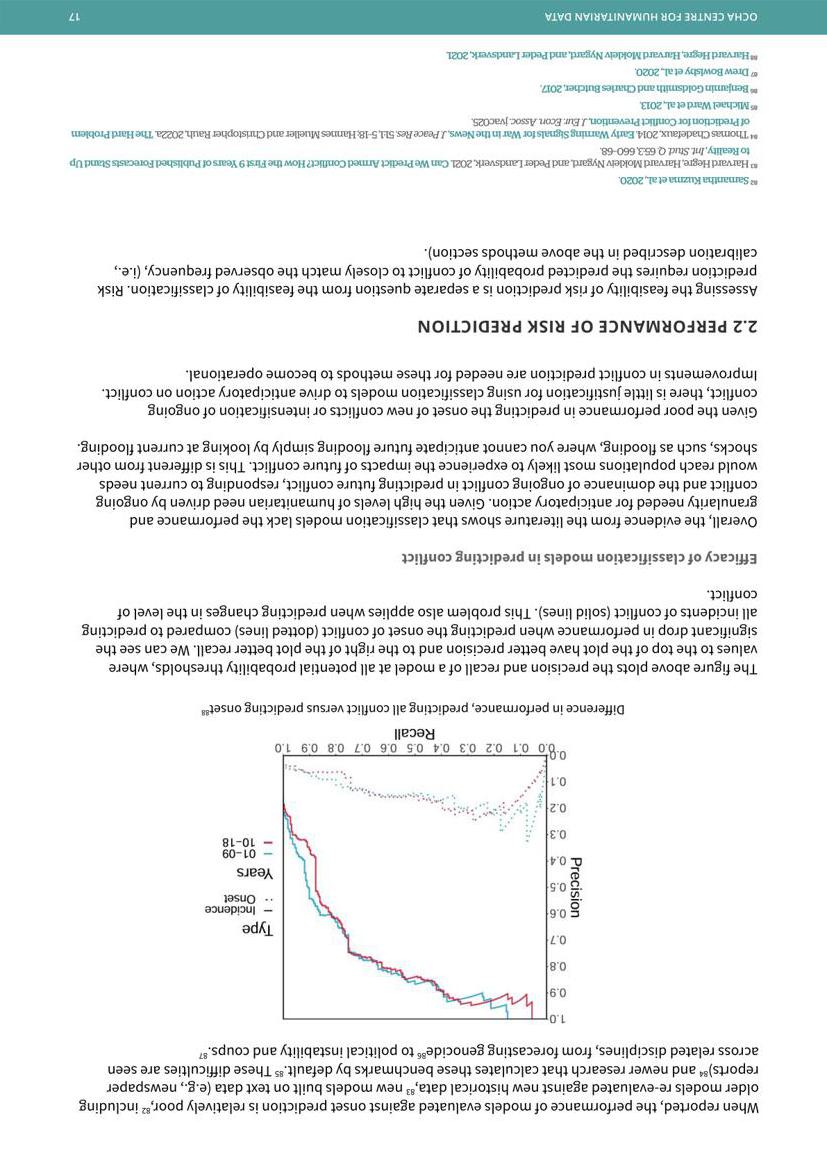 When reported, the performance of models evaluated against onset prediction is relatively poor,⁸² including
older models re-evaluated against new historical data,⁸³ new models built on text data (e.g., newspaper
reports)⁸⁴ and newer research that calculates these benchmarks by default.⁸⁵ These difficulties are seen
across related disciplines, from forecasting genocide⁸⁶ to political instability and coups.⁸⁷
1.0
0.9
0.8
0.7
0.6
0.5
0.4
0.3
0.2
0.1
0.0
Precision
0.0 0.1 0.2 0.3 0.4 0.5 0.6 0.7 0.8 0.9 1.0
Recall
Type
Incidence
Onset
Years
01-09
10-18
Difference in performance, predicting all conflict versus predicting onset⁸⁸
The figure above plots the precision and recall of a model at all potential probability thresholds, where
values to the top of the plot have better precision and to the right of the plot better recall. We can see the
significant drop in performance when predicting the onset of conflict (dotted lines) compared to predicting
all incidents of conflict (solid lines). This problem also applies when predicting changes in the level of
conflict.
Efficacy of classification models in predicting conflict
Overall, the evidence from the literature shows that classification models lack the performance and
granularity needed for anticipatory action. Given the high levels of humanitarian need driven by ongoing
conflict and the dominance of ongoing conflict in predicting future conflict, responding to current needs
would reach populations most likely to experience the impacts of future conflict. This is different from other
shocks, such as flooding, where you cannot anticipate future flooding simply by looking at current flooding.
Given the poor performance in predicting the onset of new conflicts or intensification of ongoing
conflict, there is little justification for using classification models to drive anticipatory action on conflict.
Improvements in conflict prediction are needed for these methods to become operational.
2.2 PERFORMANCE OF RISK PREDICTION
Assessing the feasibility of risk prediction is a separate question from the feasibility of classification. Risk
prediction requires the predicted probability of conflict to closely match the observed frequency, (i.e.,
calibration described in the above methods section).
⁸² Samantha Kuzma et al., 2020.
⁸³ Harvard Hegre, Harvard Mokleiv Nygard, and Peder Landsverk, 2021. Can We Predict Armed Conflict? How the First 9 Years of Published Forecasts Stand Up
to Reality, Int. Stud. Q. 65:3, 660-68.
⁸⁴ Thomas Chadefaux, 2014. Early Warning Signals for War in the News, J Peace Res. 51:1, 5-18; Hannes Mueller and Christopher Rauh, 2022a. The Hard Problem
of Prediction for Conflict Prevention, J. Eur. Econ. Assoc. jvac025.
⁸⁵ Michael Ward et al., 2013.
⁸⁶ Benjamin Goldsmith and Charles Butcher, 2017.
⁸⁷ Drew Bowlsby et al., 2020.
⁸⁸ Harvard Hegre, Harvard Mokleiv Nygard, and Peder Landsverk, 2021.
OCHA CENTRE FOR HUMANITARIAN DATA
17